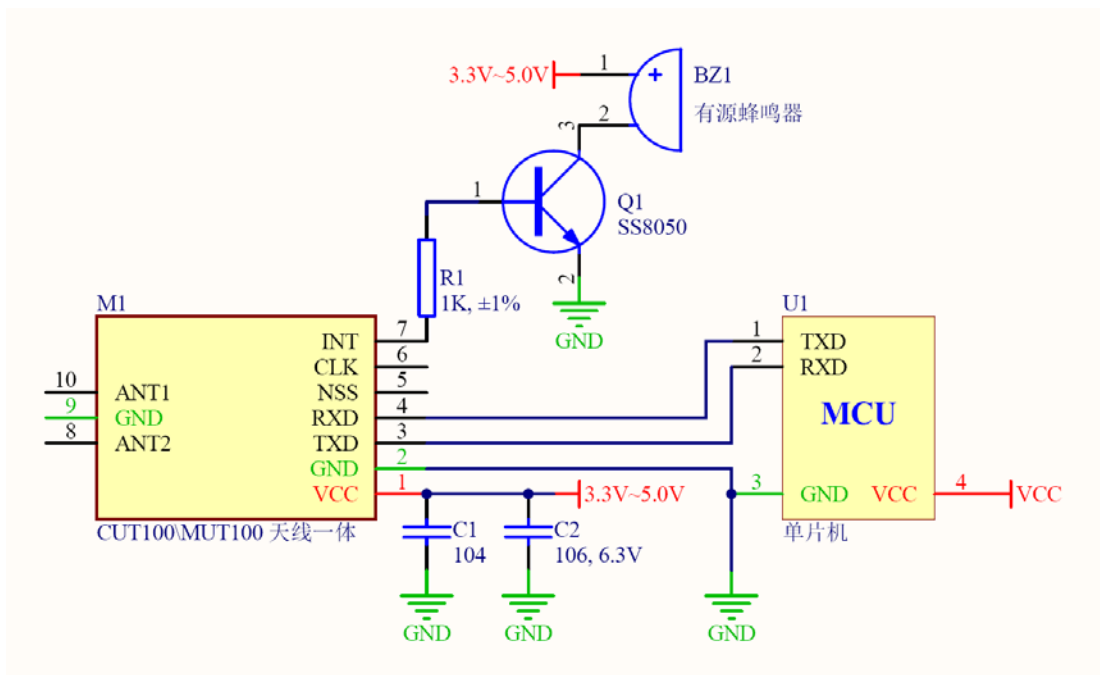 3.3V~5.0V
1
+
BZ1
有源蜂鸣器
2
3
1
Q1
SS8050
2
GND
R1
1K, ±1%
M1
INT 7
CLK 6
NSS 5
RXD 4
TXD 3
GND 2
VCC 1
10 ANT1
9 GND
8 ANT2
CUT100\MUT100 天线一体
3.3V~5.0V
C1
104
C2
106, 6.3V
GND
GND
GND
U1
1 TXD
2 RXD
MCU
3 GND
VCC 4
VCC
单片机